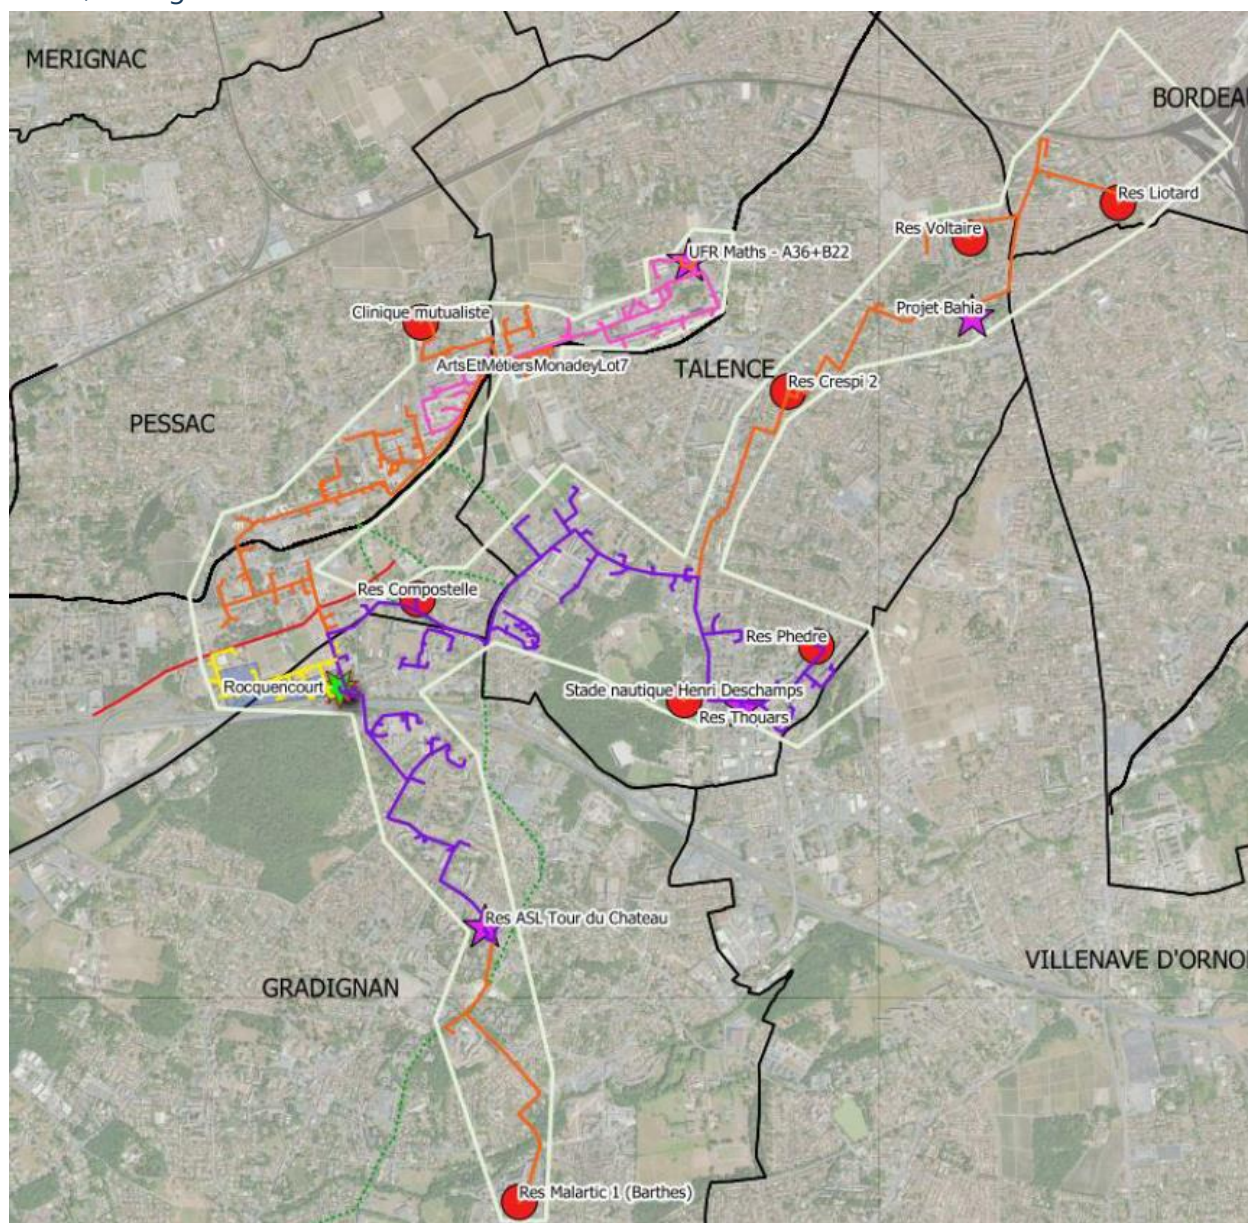 MERIGNAC
BORDEAU
Res Liotard
Res Voltaire
UFR Maths - A36+B22
Projet Bahia
Clinique mutualiste
ArtsEtMétiersMonadeyLot7
TALENCE
Res Crespi 2
PESSAC
Res Compostelle
Res Phedre
Rocquencourt
Stade nautique Henri Deschamps
Res Thouars
Res ASL Tour du Chateau
VILLENAVE D'ORNO
GRADIGNAN
Res Malartic 1 (Barthes)